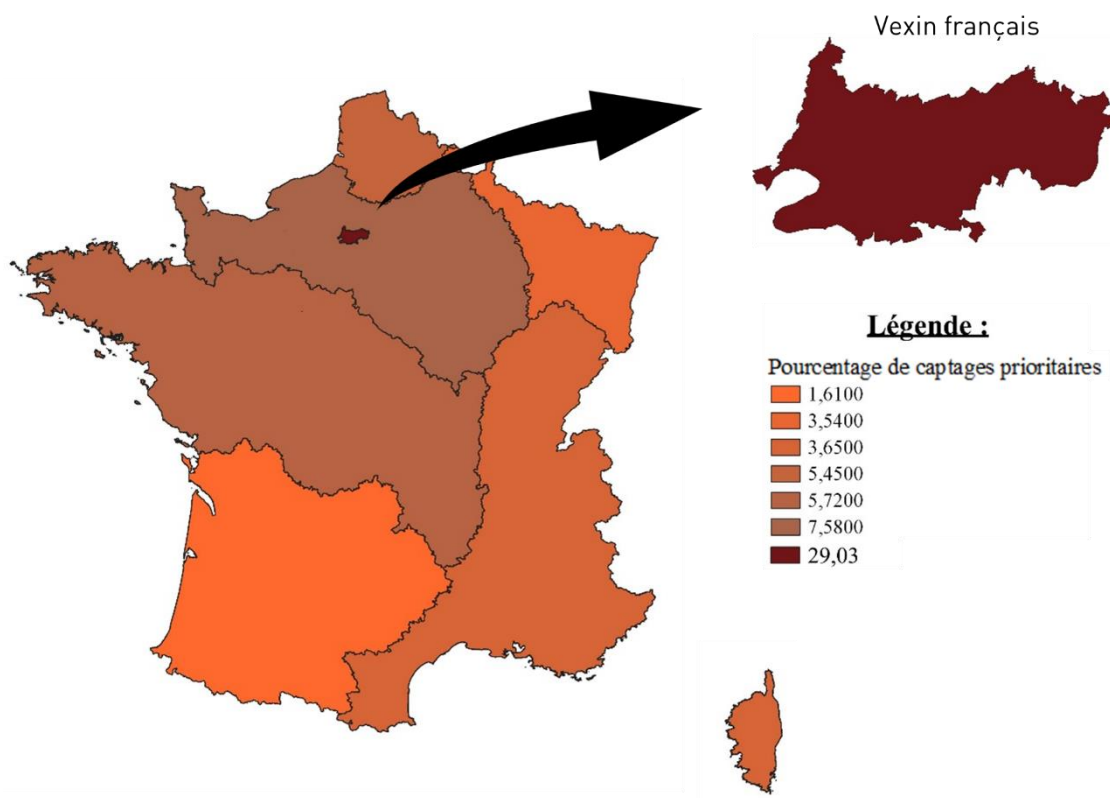 Vexin français
Légende :
Pourcentage de captages prioritaires
1,6100
3,5400
3,6500
5,4500
5,7200
7,5800
29,03